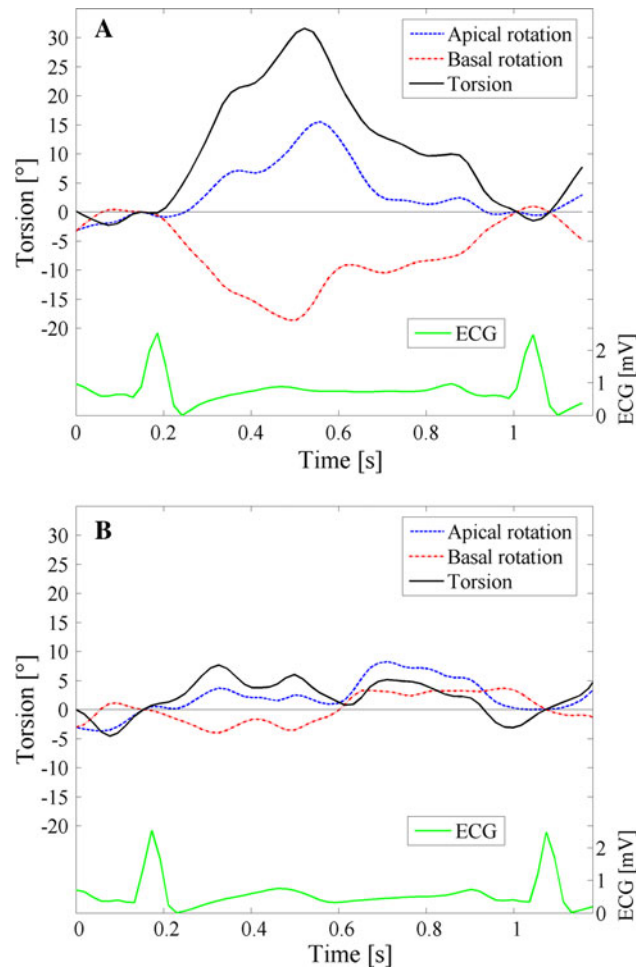 A
Apical rotation
Basal rotation
Torsion
35
30
25
20
15
10
5
0
-5
-10
-15
-20
Torsion [°]
ECG
2
1
0
ECG [mV]
0
0.2
0.4
0.6
0.8
1
Time [s]
B
Apical rotation
Basal rotation
Torsion
35
30
25
20
15
10
5
0
-5
-10
-15
-20
Torsion [°]
ECG
2
1
0
ECG [mV]
0
0.2
0.4
0.6
0.8
1
Time [s]